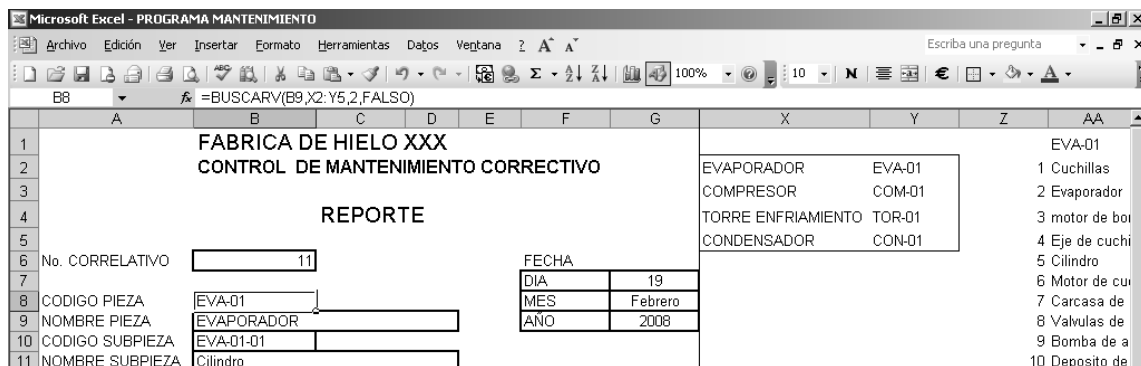 Microsoft Excel - PROGRAMA MANTENIMIENTO
Archivo Edición Ver Insertar Formato Herramientas Datos Ventana ? A A Escriba una pregunta
100% 10 N €
B8 fx =BUSCARV(B9,X2:Y5,2,FALSO)
A B C D E F G X Y Z AA
1 FABRICA DE HIELO XXX EVA-01
2 CONTROL DE MANTENIMIENTO CORRECTIVO EVAPORADOR EVA-01 1 Cuchillas
3 COMPRESOR COM-01 2 Evaporador
4 REPORTE TORRE ENFRIAMIENTO TOR-01 3 motor de bo
5 CONDENSADOR CON-01 4 Eje de cuchi
6 No. CORRELATIVO 11 FECHA 5 Cilindro
7 DIA 19 6 Motor de cu
8 CODIGO PIEZA EVA-01 MES Febrero 7 Carcasa de
9 NOMBRE PIEZA EVAPORADOR AÑO 2008 8 Valvulas de
10 CODIGO SUBPIEZA EVA-01-01 9 Bomba de a
11 NOMBRE SUBPIEZA Cilindro 10 Deposito de